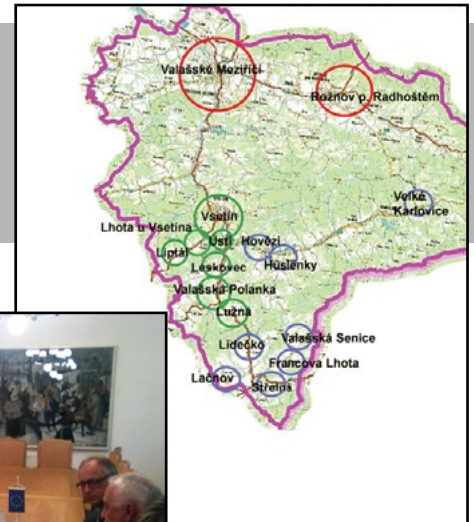 Valašské Meziříčí
Rožnov p. Radhoštěm
Velké
Karlovice
Vsetín
Lhota u Vsetína
Ústí
Hovězí
Liptál
Huslenky
Leskovec
Valašská Polanka
Lužná
Lidečko
Valašská Senice
Francova Lhota
Lačnov
Střelná